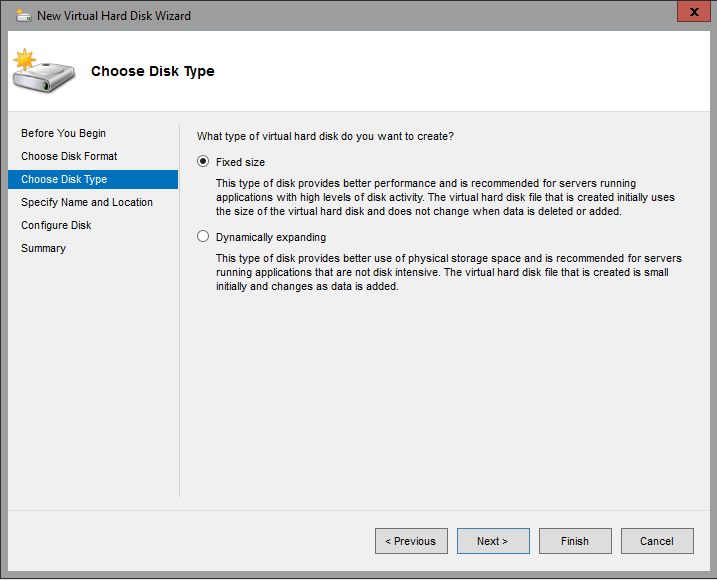 New Virtual Hard Disk Wizard
x
Choose Disk Type
Before You Begin
Choose Disk Format
Choose Disk Type
Specify Name and Location
Configure Disk
Summary
What type of virtual hard disk do you want to create?
Fixed size
This type of disk provides better performance and is recommended for servers running
applications with high levels of disk activity. The virtual hard disk file that is created initially uses
the size of the virtual hard disk and does not change when data is deleted or added.
Dynamically expanding
This type of disk provides better use of physical storage space and is recommended for servers
running applications that are not disk intensive. The virtual hard disk file that is created is small
initially and changes as data is added.
< Previous
Next >
Finish
Cancel